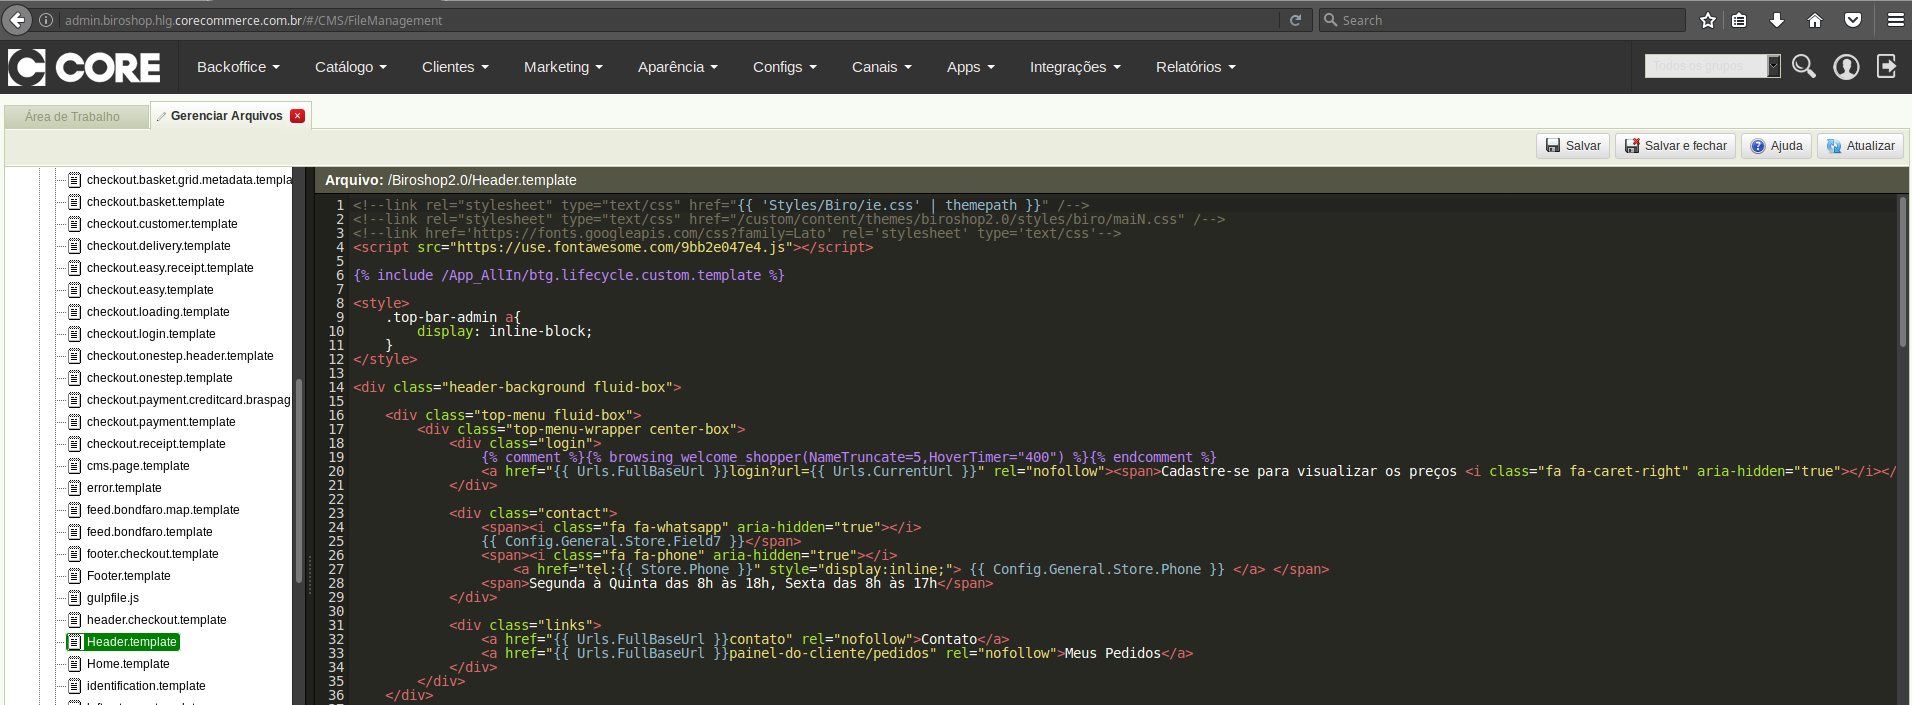 admin.biroshop.hlg.corecommerce.com.br/#/CMS/FileManagement
Search
CORE
Backoffice
Catálogo
Clientes
Marketing
Aparência
Configs
Canais
Apps
Integrações
Relatórios
Todos os grupos
Área de Trabalho
Gerenciar Arquivos
Salvar
Salvar e fechar
Ajuda
Atualizar
checkout.basket.grid.metadata.templa
checkout.basket.template
checkout.customer.template
checkout.delivery.template
checkout.easy.receipt.template
checkout.easy.template
checkout.loading.template
checkout.login.template
checkout.onestep.header.template
checkout.onestep.template
checkout.payment.creditcard.braspag
checkout.payment.template
checkout.receipt.template
cms.page.template
error.template
feed.bondfaro.map.template
feed.bondfaro.template
footer.checkout.template
Footer.template
gulpfile.js
header.checkout.template
Header.template
Home.template
identification.template
Arquivo: /Biroshop2.0/Header.template
1 <!--link rel="stylesheet" type="text/css" href="{{ 'Styles/Biro/ie.css' | themepath }}" /-->
2 <!--link rel="stylesheet" type="text/css" href="/custom/content/themes/biroshop2.0/styles/biro/maiN.css" /-->
3 <!--link href='https://fonts.googleapis.com/css?family=Lato' rel='stylesheet' type='text/css'-->
4 <script src="https://use.fontawesome.com/9bb2e047e4.js"></script>
5
6 {% include /App_AllIn/btg.lifecycle.custom.template %}
7
8 <style>
9 .top-bar-admin a{
10 display: inline-block;
11 }
12 </style>
13
14 <div class="header-background fluid-box">
15
16 <div class="top-menu fluid-box">
17 <div class="top-menu-wrapper center-box">
18 <div class="login">
19 {% comment %}{% browsing_welcome_shopper(NameTruncate=5,HoverTimer="400") %}{% endcomment %}
20 <a href="{{ Urls.FullBaseUrl }}login?url={{ Urls.CurrentUrl }}" rel="nofollow"><span>Cadastre-se para visualizar os preços <i class="fa fa-caret-right" aria-hidden="true"></i></
21 </div>
22
23 <div class="contact">
24 <span><i class="fa fa-whatsapp" aria-hidden="true"></i>
25 {{ Config.General.Store.Field7 }}</span>
26 <span><i class="fa fa-phone" aria-hidden="true"></i>
27 <a href="tel:{{ Store.Phone }}" style="display:inline;"> {{ Config.General.Store.Phone }} </a> </span>
28 <span>Segunda à Quinta das 8h às 18h, Sexta das 8h às 17h</span>
29 </div>
30
31 <div class="links">
32 <a href="{{ Urls.FullBaseUrl }}contato" rel="nofollow">Contato</a>
33 <a href="{{ Urls.FullBaseUrl }}painel-do-cliente/pedidos" rel="nofollow">Meus Pedidos</a>
34 </div>
35 </div>
36 </div>